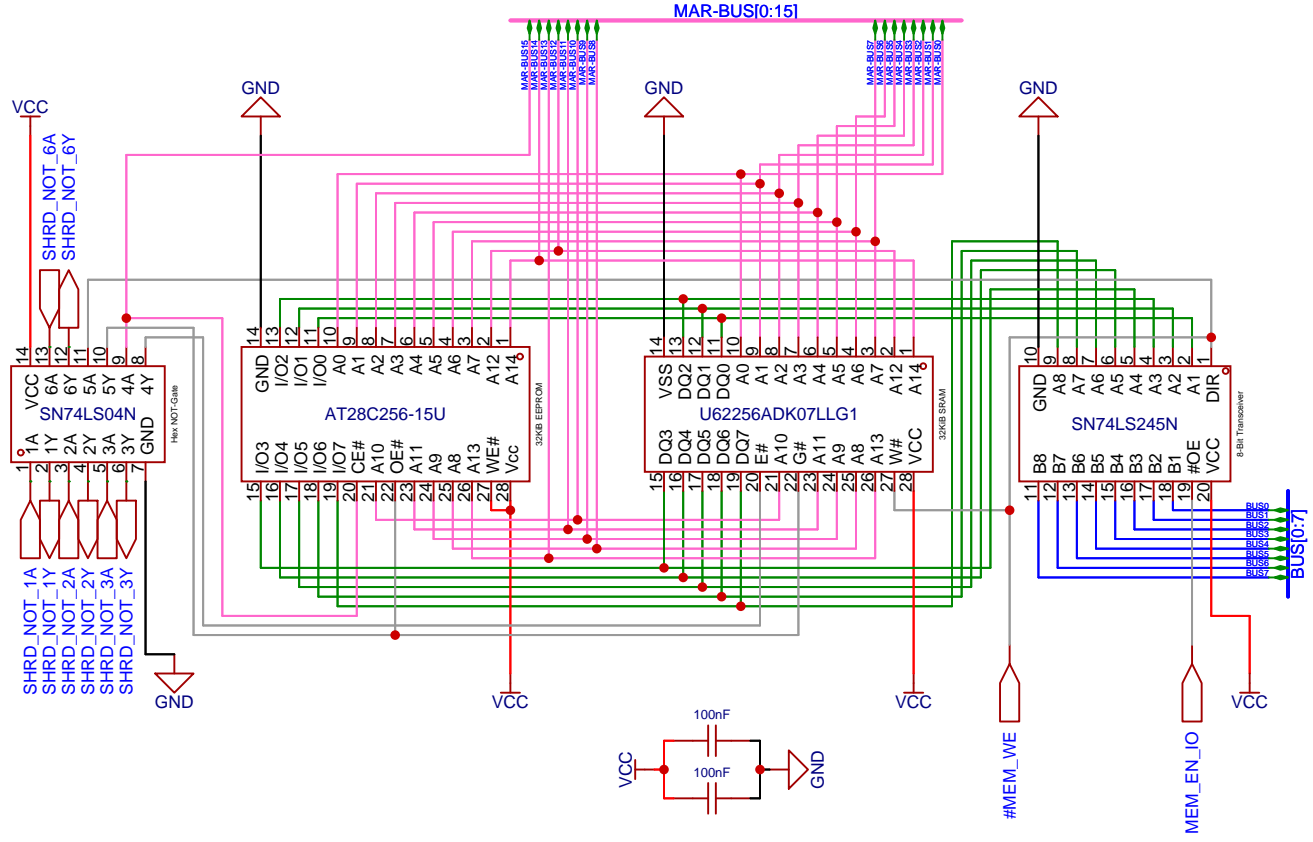 MAR-BUS[0:15]
MAR-BUS15
MAR-BUS14
MAR-BUS13
MAR-BUS12
MAR-BUS11
MAR-BUS10
MAR-BUS9
MAR-BUS8
MAR-BUS7
MAR-BUS6
MAR-BUS5
MAR-BUS4
MAR-BUS3
MAR-BUS2
MAR-BUS1
MAR-BUS0
VCC
GND
GND
GND
SHRD_NOT_6A
SHRD_NOT_6Y
14 13 12 11 10 9 8
VCC 6A 6Y 5A 5Y 4A 4Y
SN74LS04N
Hex NOT-Gate
1A 1Y 2A 2Y 3A 3Y GND
1 2 3 4 5 6 7
SHRD_NOT_1A
SHRD_NOT_1Y
SHRD_NOT_2A
SHRD_NOT_2Y
SHRD_NOT_3A
SHRD_NOT_3Y
GND
14 13 12 11 10 9 8 7 6 5 4 3 2 1
GND I/O2 I/O1 I/O0 A0 A1 A2 A3 A4 A5 A6 A7 A12 A14
AT28C256-15U
32KiB EEPROM
I/O3 I/O4 I/O5 I/O6 I/O7 CE# A10 OE# A11 A9 A8 A13 WE# Vcc
15 16 17 18 19 20 21 22 23 24 25 26 27 28
VCC
14 13 12 11 10 9 8 7 6 5 4 3 2 1
VSS DQ2 DQ1 DQ0 A0 A1 A2 A3 A4 A5 A6 A7 A12 A14
U62256ADK07LLG1
32KiB SRAM
DQ3 DQ4 DQ5 DQ6 DQ7 E# A10 G# A11 A9 A8 A13 W# VCC
15 16 17 18 19 20 21 22 23 24 25 26 27 28
VCC
10 9 8 7 6 5 4 3 2 1
GND A8 A7 A6 A5 A4 A3 A2 A1 DIR
SN74LS245N
8-Bit Transceiver
B8 B7 B6 B5 B4 B3 B2 B1 #OE VCC
11 12 13 14 15 16 17 18 19 20
BUS0
BUS1
BUS2
BUS3
BUS4
BUS5
BUS6
BUS7
BUS[0:7]
VCC
#MEM_WE
MEM_EN_IO
100nF
VCC
GND
100nF